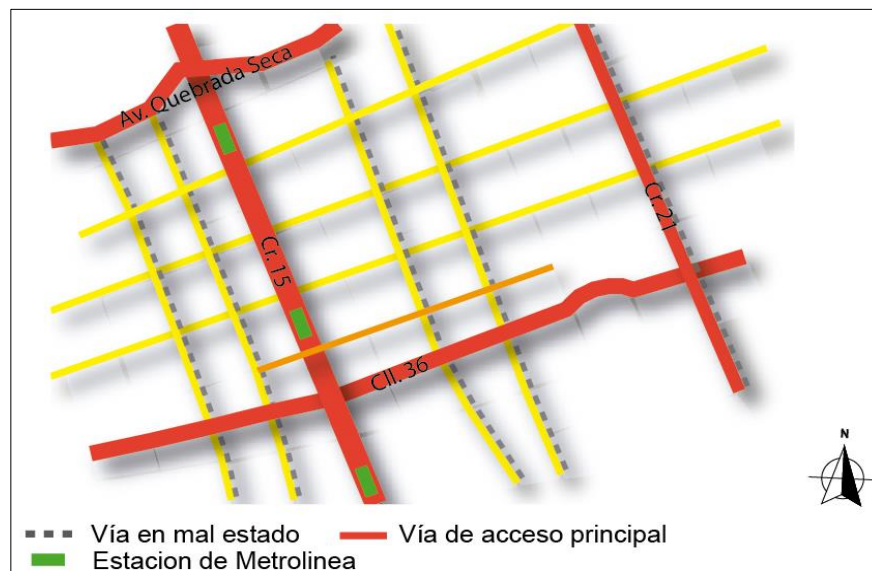 Av. Quebrada Seca
Cr. 15
Cr. 21
Cll. 36
N
Vía en mal estado
Vía de acceso principal
Estacion de Metrolinea